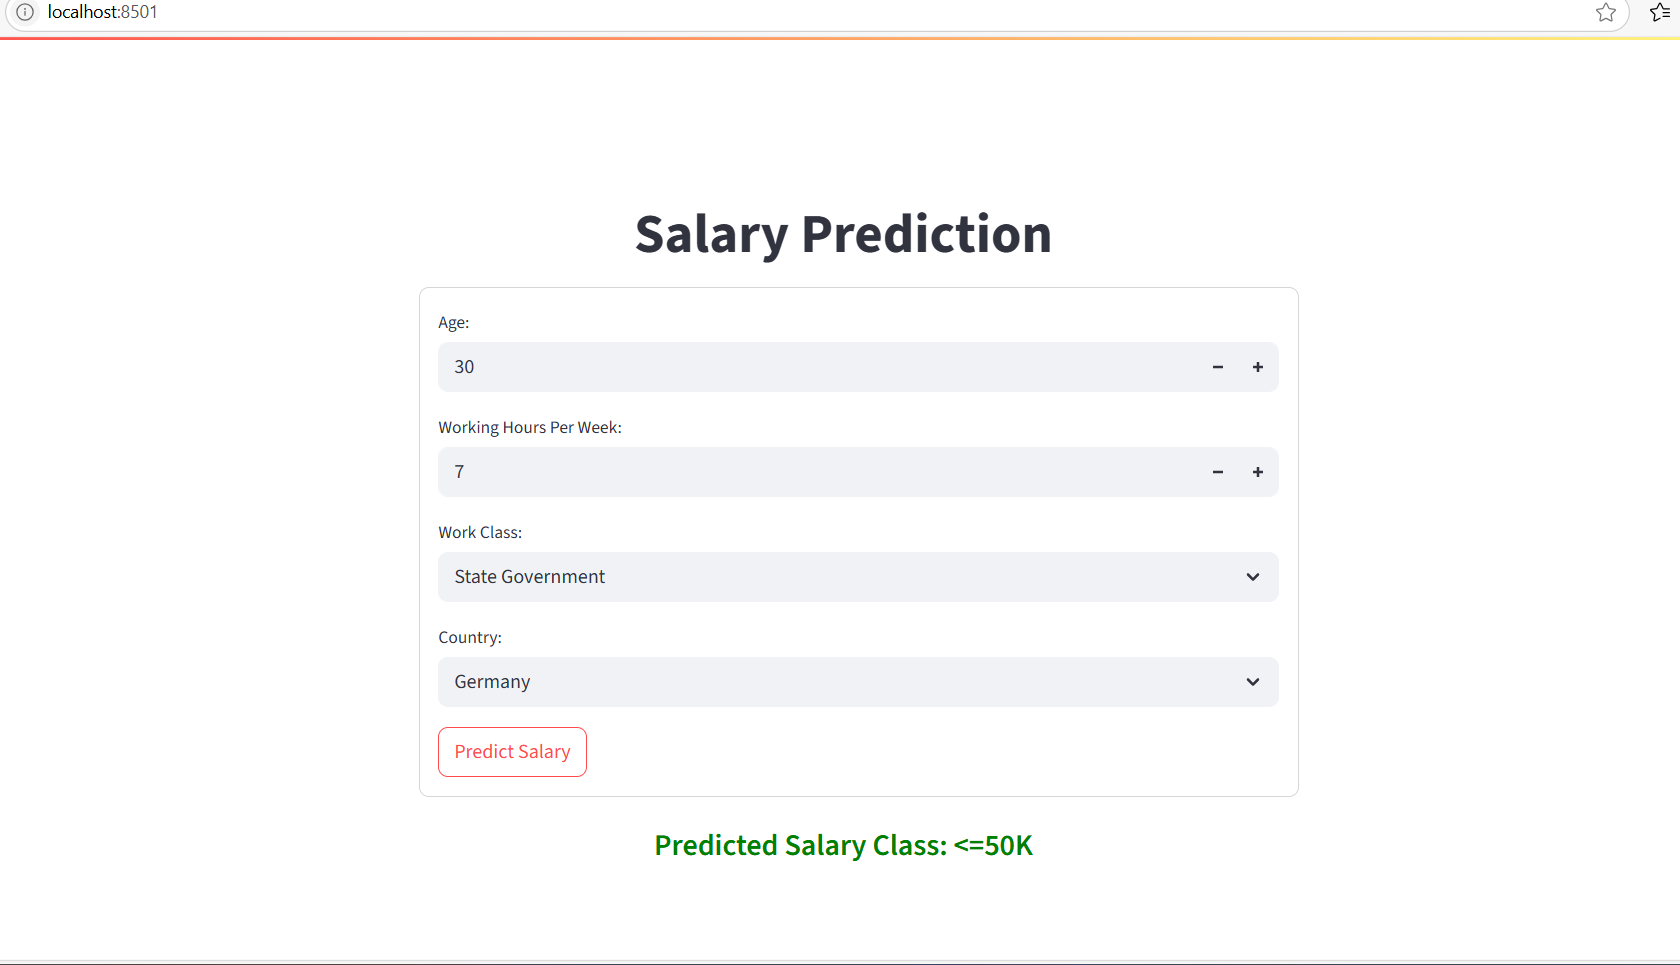 localhost:8501
Salary Prediction
Age:
30
Working Hours Per Week:
7
Work Class:
State Government
Country:
Germany
Predict Salary
Predicted Salary Class: <=50K